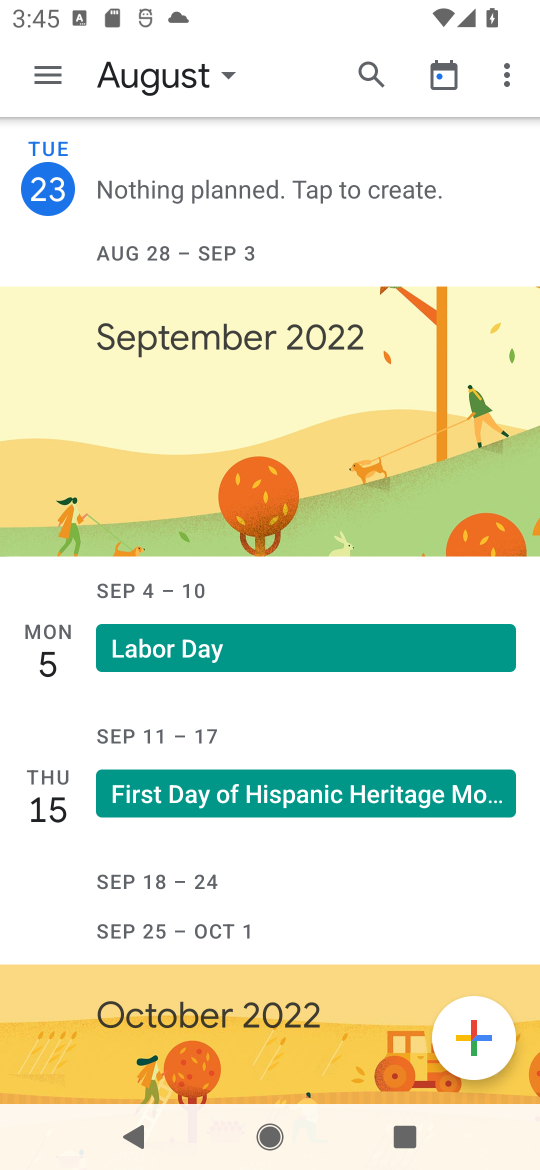 3:45
August
TUE
23
Nothing planned. Tap to create.
AUG 28 – SEP 3
September 2022
SEP 4 – 10
MON
5
Labor Day
SEP 11 – 17
THU
15
First Day of Hispanic Heritage Mo...
SEP 18 – 24
SEP 25 – OCT 1
October 2022